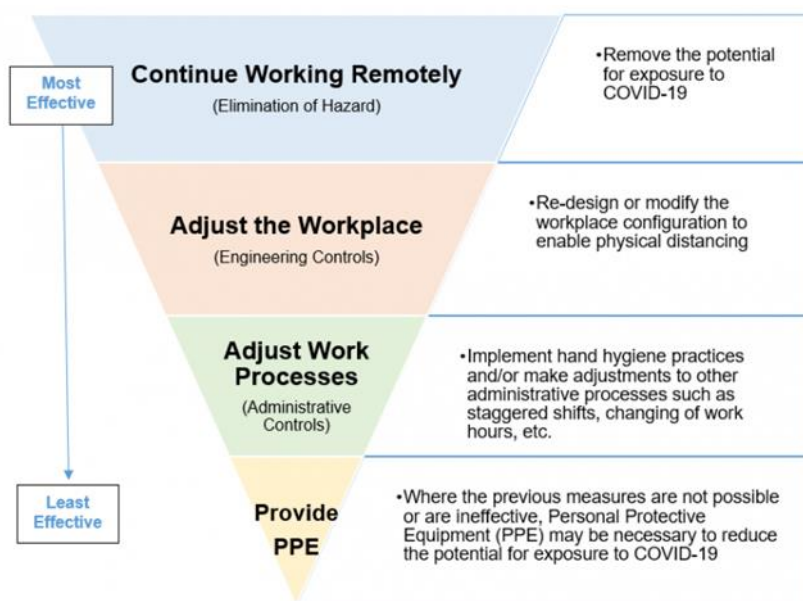 Most
Effective
Continue Working Remotely
(Elimination of Hazard)
•Remove the potential
for exposure to
COVID-19
Adjust the Workplace
(Engineering Controls)
•Re-design or modify the
workplace configuration to
enable physical distancing
Adjust Work
Processes
(Administrative
Controls)
•Implement hand hygiene practices
and/or make adjustments to other
administrative processes such as
staggered shifts, changing of work
hours, etc.
Least
Effective
Provide
PPE
•Where the previous measures are not possible
or are ineffective, Personal Protective
Equipment (PPE) may be necessary to reduce
the potential for exposure to COVID-19